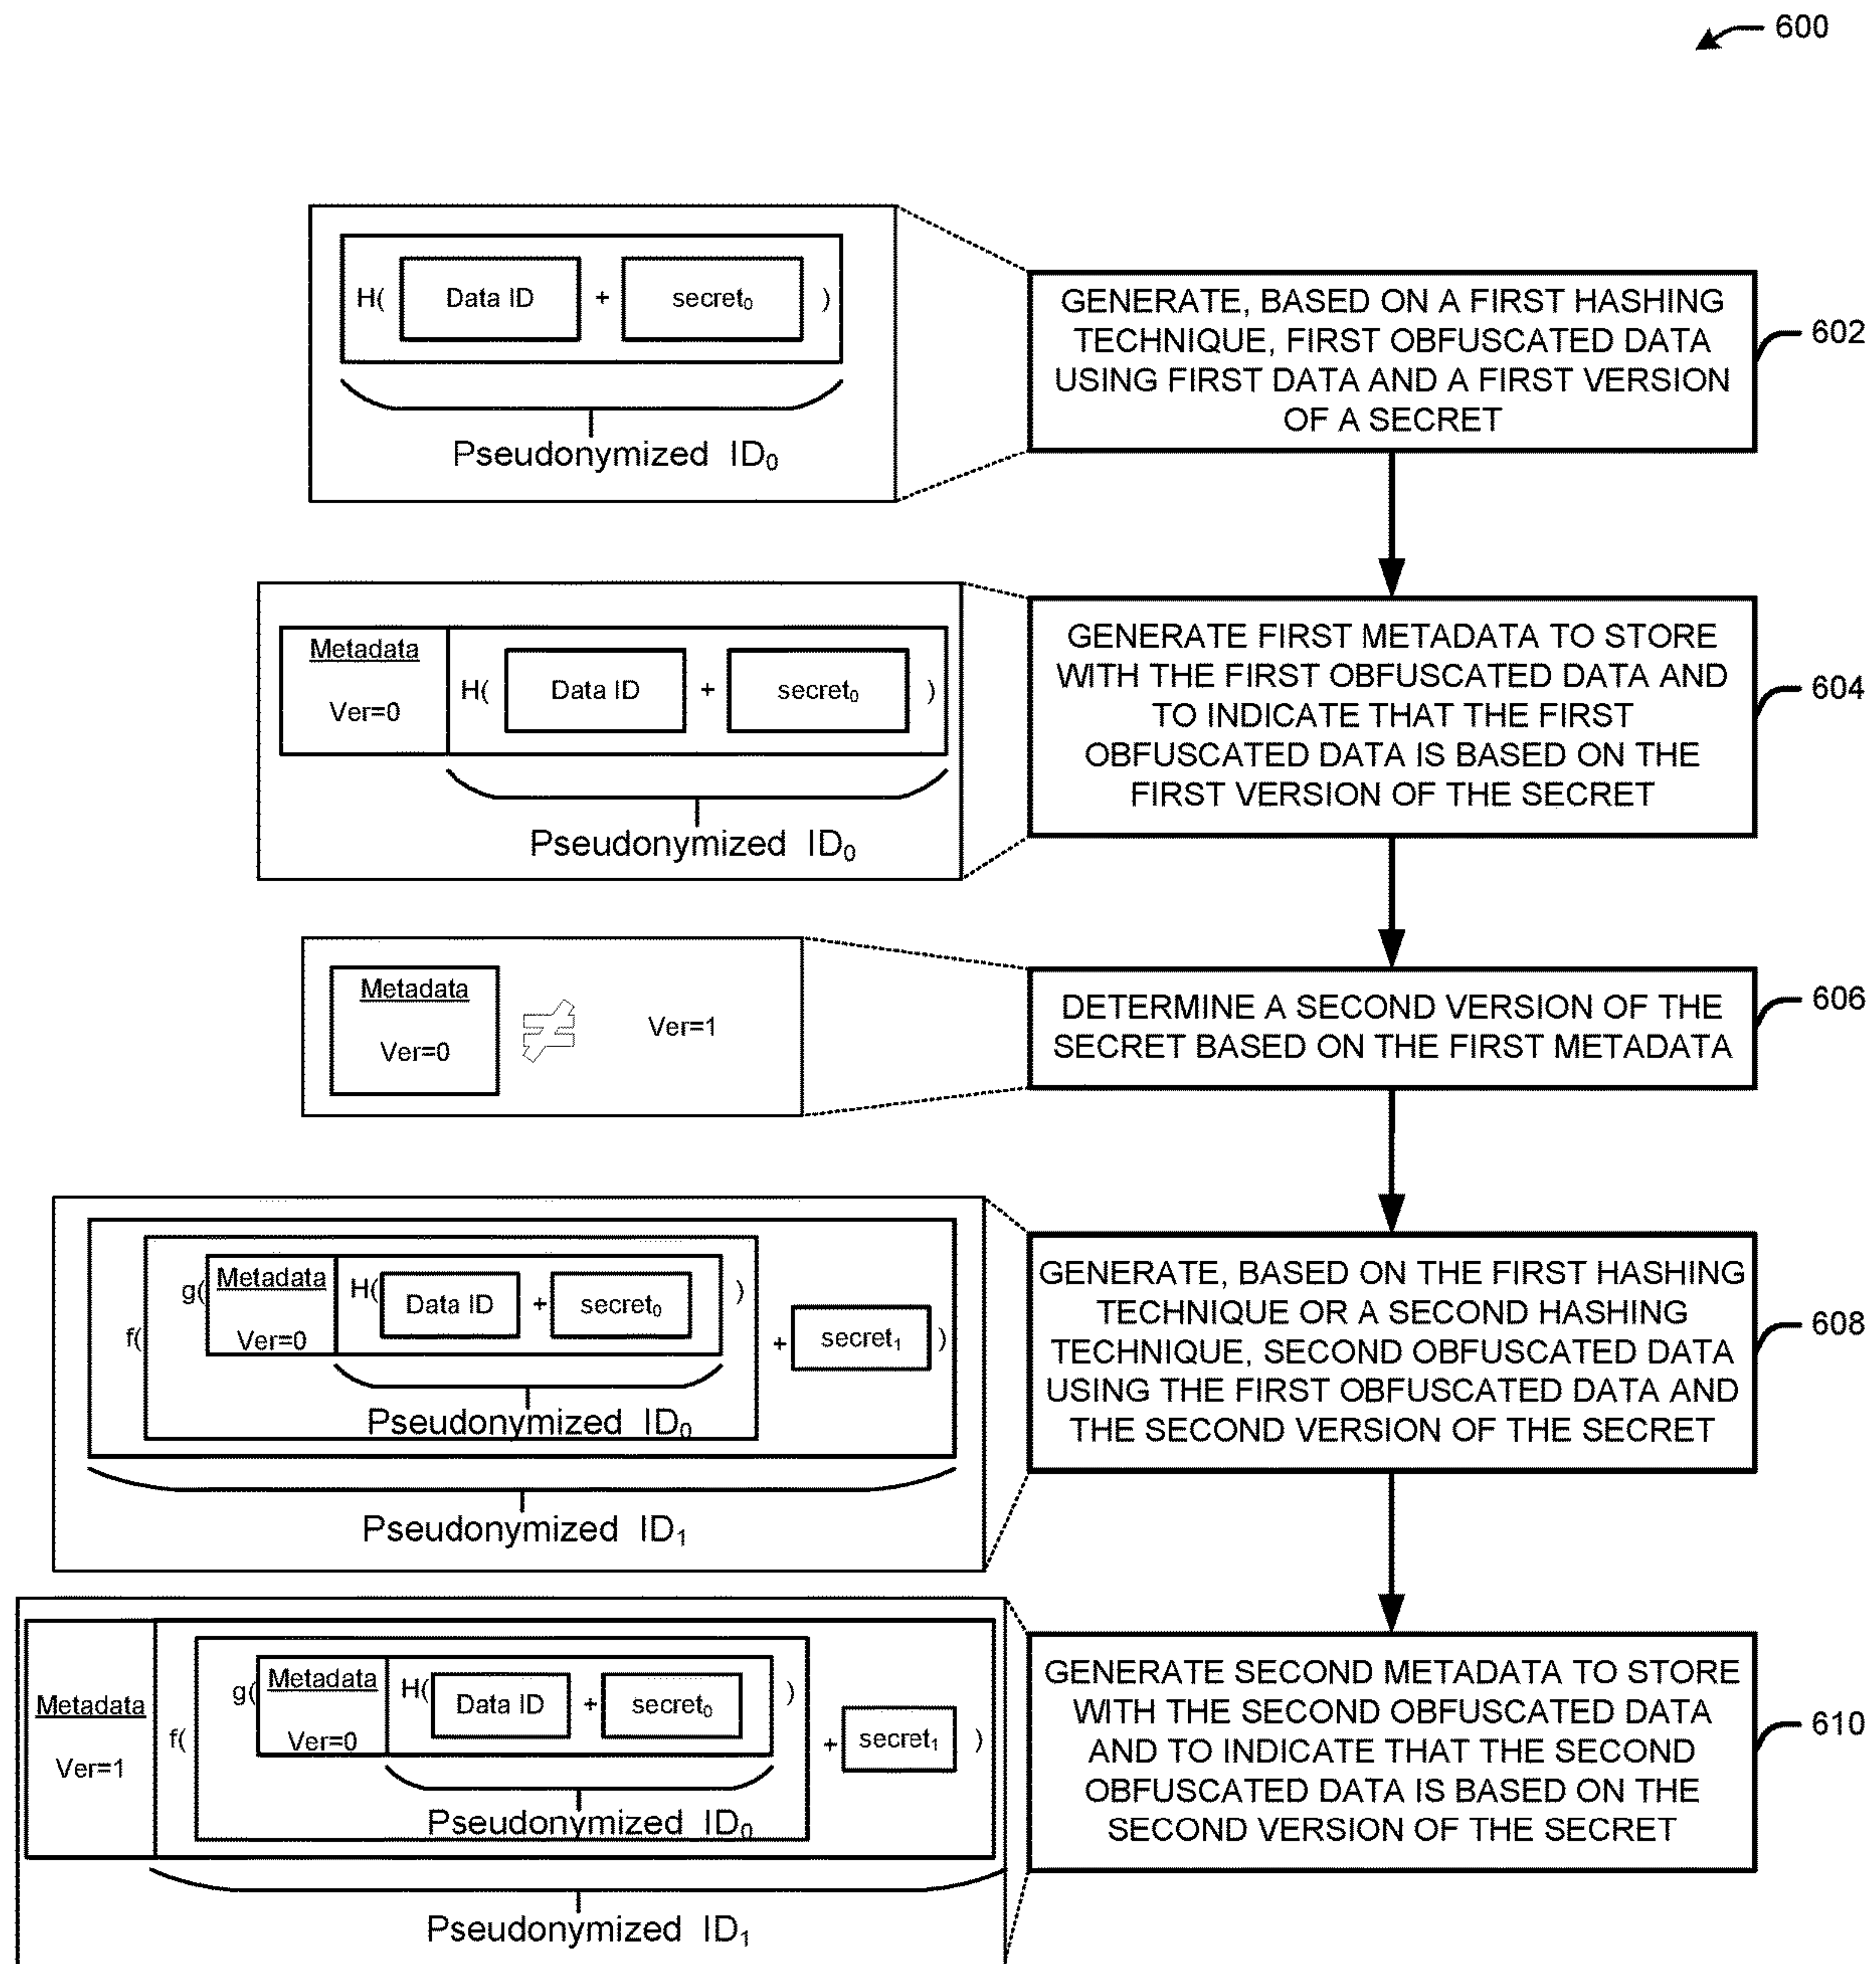 600
H( Data ID + secret₀ )
Pseudonymized ID₀
GENERATE, BASED ON A FIRST HASHING
TECHNIQUE, FIRST OBFUSCATED DATA
USING FIRST DATA AND A FIRST VERSION
OF A SECRET
602
Metadata
Ver=0
H( Data ID + secret₀ )
Pseudonymized ID₀
GENERATE FIRST METADATA TO STORE
WITH THE FIRST OBFUSCATED DATA AND
TO INDICATE THAT THE FIRST
OBFUSCATED DATA IS BASED ON THE
FIRST VERSION OF THE SECRET
604
Metadata
Ver=0
≠
Ver=1
DETERMINE A SECOND VERSION OF THE
SECRET BASED ON THE FIRST METADATA
606
f(
g(
Metadata
Ver=0
H( Data ID + secret₀ )
Pseudonymized ID₀
+ secret₁ )
Pseudonymized ID₁
GENERATE, BASED ON THE FIRST HASHING
TECHNIQUE OR A SECOND HASHING
TECHNIQUE, SECOND OBFUSCATED DATA
USING THE FIRST OBFUSCATED DATA AND
THE SECOND VERSION OF THE SECRET
608
Metadata
Ver=1
f(
g(
Metadata
Ver=0
H( Data ID + secret₀ )
Pseudonymized ID₀
+ secret₁ )
Pseudonymized ID₁
GENERATE SECOND METADATA TO STORE
WITH THE SECOND OBFUSCATED DATA
AND TO INDICATE THAT THE SECOND
OBFUSCATED DATA IS BASED ON THE
SECOND VERSION OF THE SECRET
610